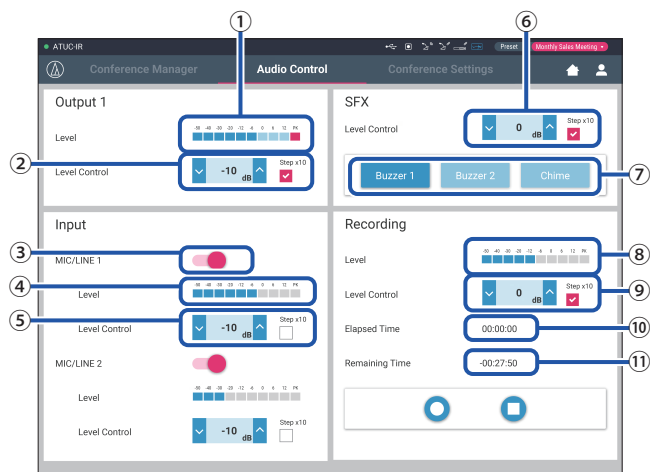 ① ⑥
ATUC-IR Preset Monthly Sales Meeting
Conference Manager Audio Control Conference Settings
Output 1
-50 -40 -30 -20 -12 -6 0 6 12 PK
Level
②
Level Control -10 dB Step x10
SFX
Level Control 0 dB Step x10
Buzzer 1 Buzzer 2 Chime ⑦
Input
③ MIC/LINE 1
-50 -40 -30 -20 -12 -6 0 6 12 PK
④ Level
⑤ Level Control -10 dB Step x10
MIC/LINE 2
-50 -40 -30 -20 -12 -6 0 6 12 PK
Level
Level Control -10 dB Step x10
Recording
-50 -40 -30 -20 -12 -6 0 6 12 PK
Level ⑧
Level Control 0 dB Step x10 ⑨
Elapsed Time 00:00:00 ⑩
Remaining Time -00:27:50 ⑪